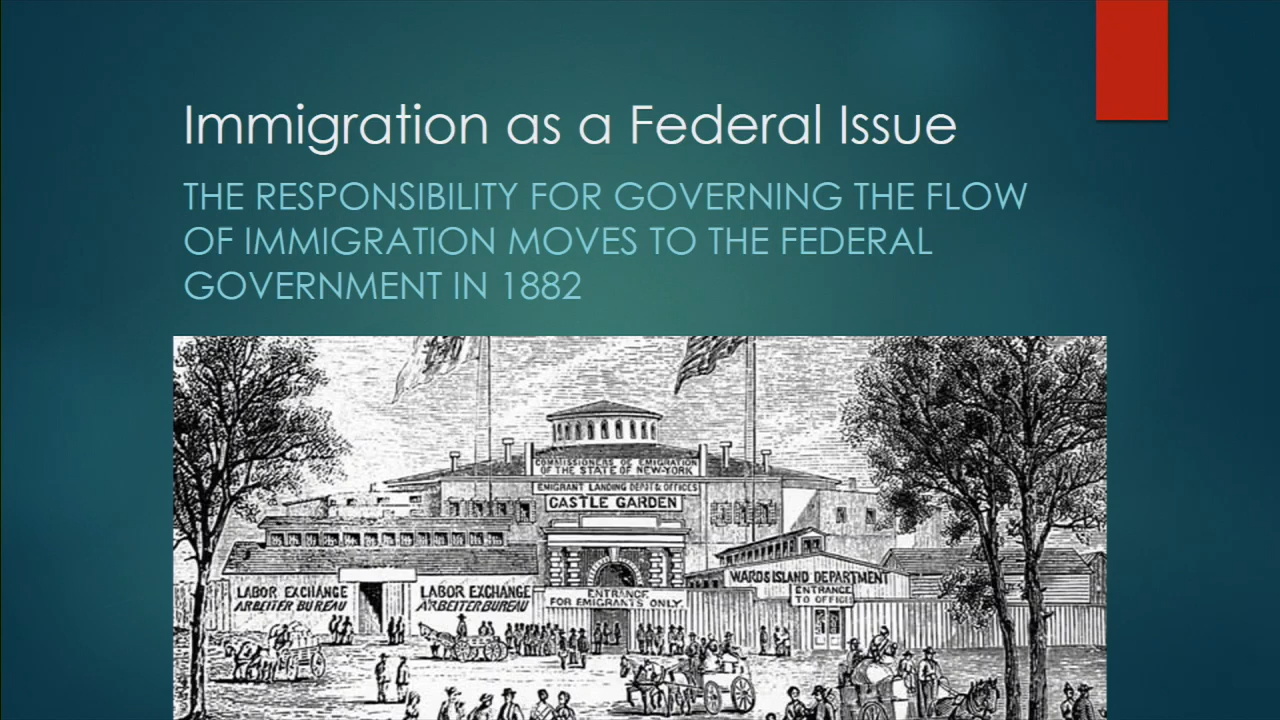 Immigration as a Federal Issue
THE RESPONSIBILITY FOR GOVERNING THE FLOW
OF IMMIGRATION MOVES TO THE FEDERAL
GOVERNMENT IN 1882
COMMISSIONERS OF EMIGRATION
OF THE STATE OF NEW-YORK
EMIGRANT LANDING DEPOT & OFFICES
CASTLE GARDEN
LABOR EXCHANGE
ARBEITER BUREAU
LABOR EXCHANGE
ARBEITER BUREAU
ENTRANCE
FOR EMIGRANTS ONLY.
WARDS ISLAND DEPARTMENT
ENTRANCE
TO OFFICE